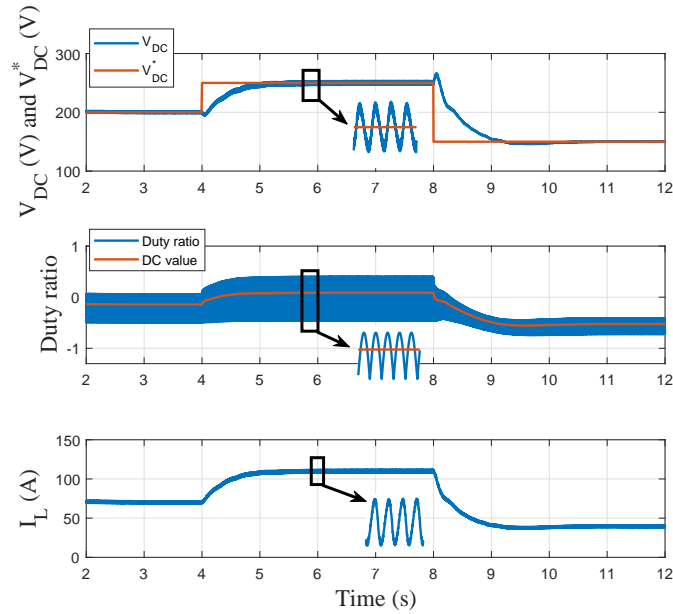 V_DC (V) and V*_DC (V)
300
200
100
V_DC
V*_DC
2 3 4 5 6 7 8 9 10 11 12
Duty ratio
1
0
-1
Duty ratio
DC value
2 3 4 5 6 7 8 9 10 11 12
I_L (A)
150
100
50
0
2 3 4 5 6 7 8 9 10 11 12
Time (s)